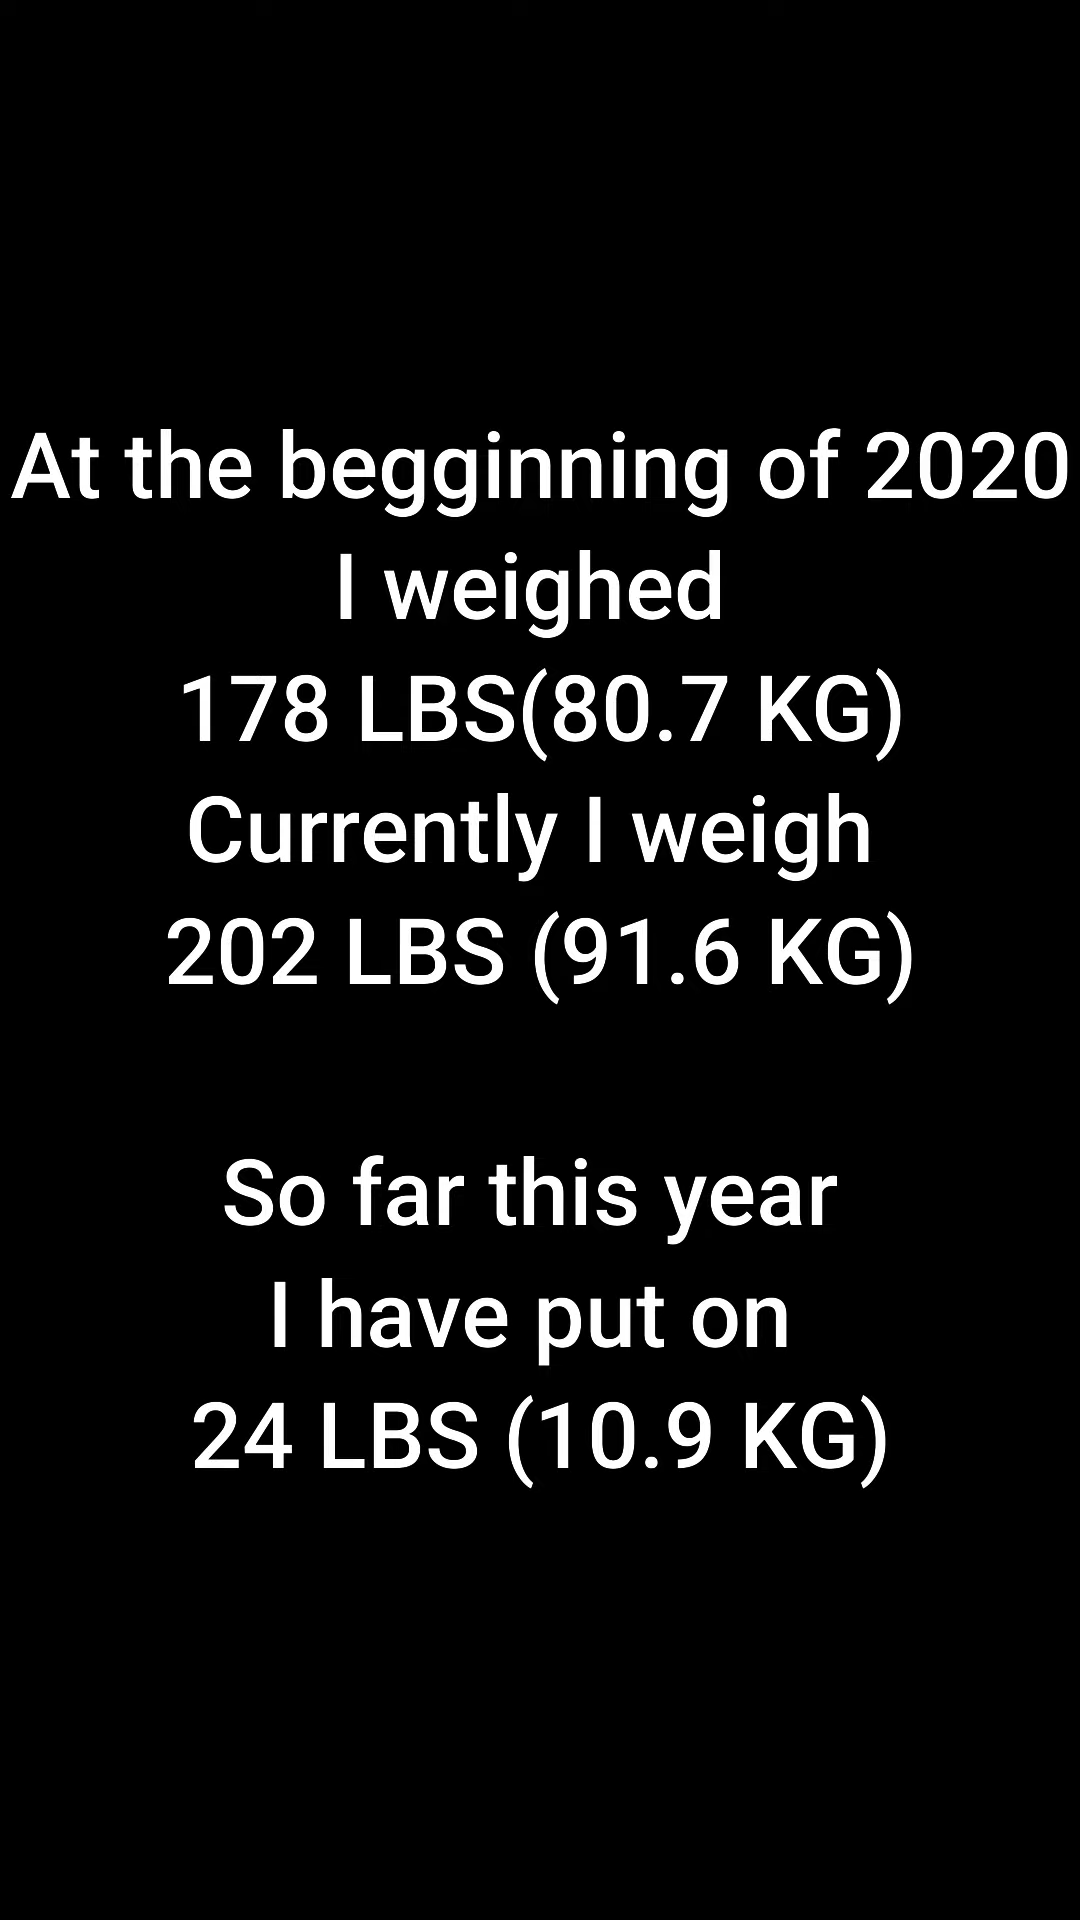 At the begginning of 2020
I weighed
178 LBS(80.7 KG)
Currently I weigh
202 LBS (91.6 KG)
So far this year
I have put on
24 LBS (10.9 KG)